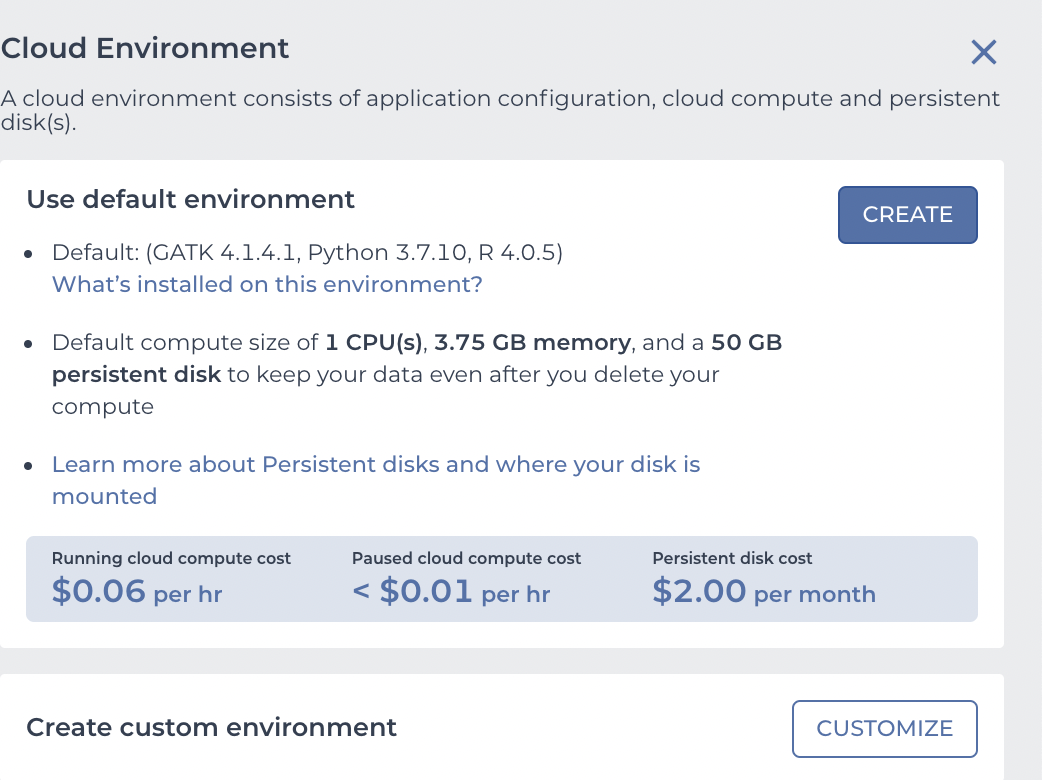 Cloud Environment
A cloud environment consists of application configuration, cloud compute and persistent
disk(s).
Use default environment
CREATE
• Default: (GATK 4.1.4.1, Python 3.7.10, R 4.0.5)
What’s installed on this environment?
• Default compute size of 1 CPU(s), 3.75 GB memory, and a 50 GB
persistent disk to keep your data even after you delete your
compute
• Learn more about Persistent disks and where your disk is
mounted
Running cloud compute cost
$0.06 per hr
Paused cloud compute cost
< $0.01 per hr
Persistent disk cost
$2.00 per month
Create custom environment
CUSTOMIZE